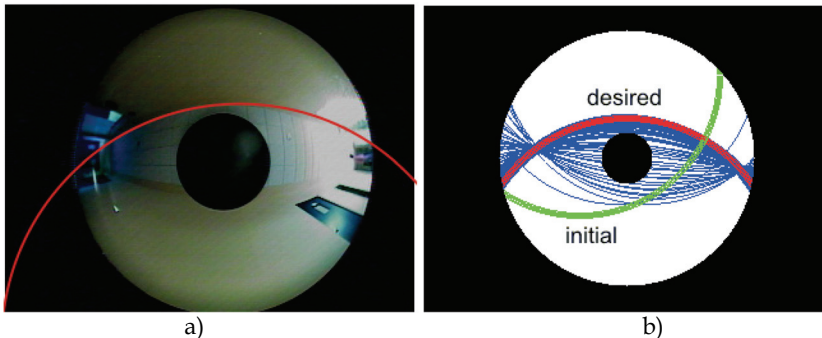 desired
initial
a)
b)